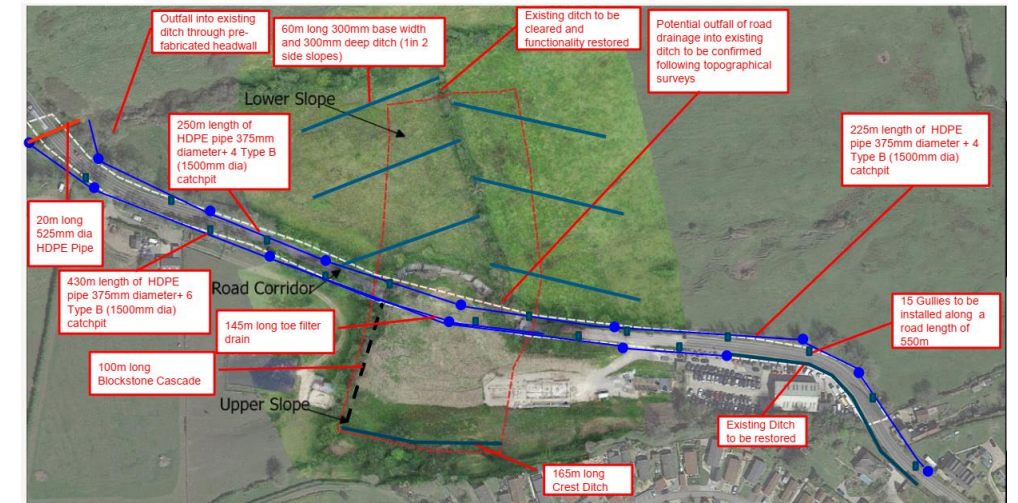 Outfall into existing
ditch through pre-
fabricated headwall
60m long 300mm base width
and 300mm deep ditch (1in 2
side slopes)
Existing ditch to be
cleared and
functionality restored
Potential outfall of road
drainage into existing
ditch to be confirmed
following topographical
surveys
Lower Slope
250m length of
HDPE pipe 375mm
diameter+ 4 Type B
(1500mm dia)
catchpit
225m length of HDPE
pipe 375mm diameter + 4
Type B (1500mm dia)
catchpit
20m long
525mm dia
HDPE Pipe
430m length of HDPE
pipe 375mm diameter+ 6
Type B (1500mm dia)
catchpit
Road Corridor
145m long toe filter
drain
15 Gullies to be
installed along a
road length of
550m
100m long
Blockstone Cascade
Upper Slope
Existing Ditch
to be restored
165m long
Crest Ditch